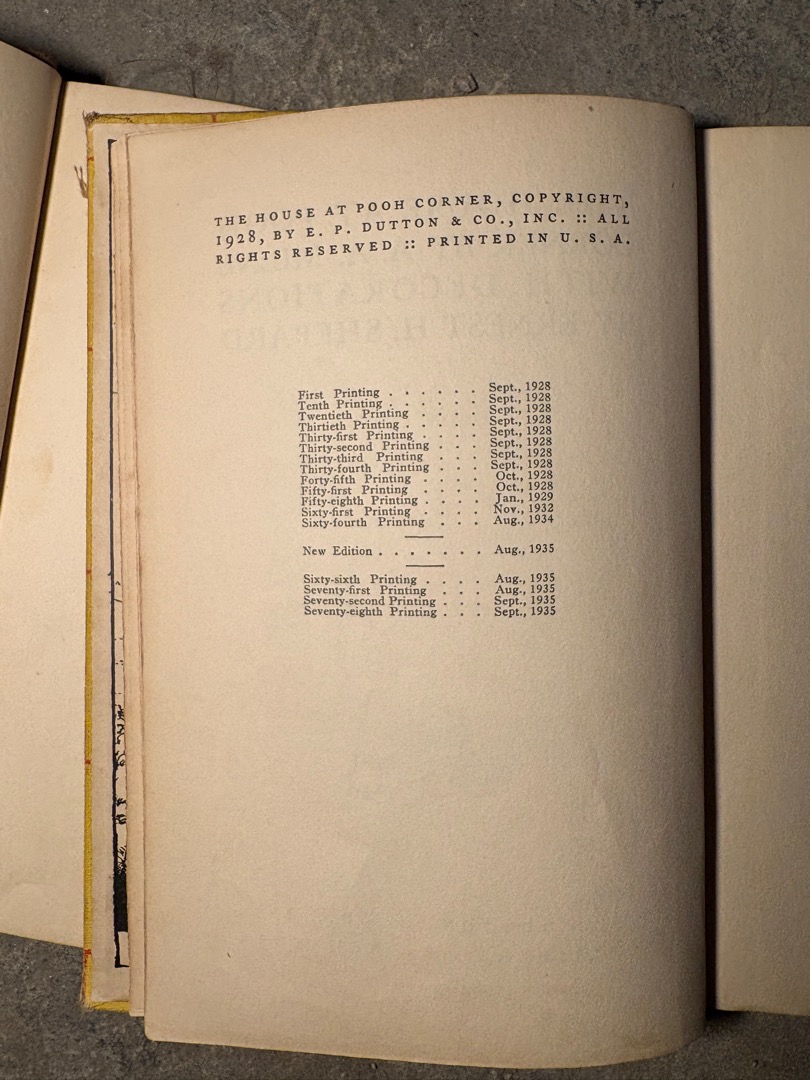 THE HOUSE AT POOH CORNER, COPYRIGHT,
1928, BY E. P. DUTTON & CO., INC. :: ALL
RIGHTS RESERVED :: PRINTED IN U. S. A.
First Printing . . . . . . Sept., 1928
Tenth Printing . . . . . . Sept., 1928
Twentieth Printing . . . . Sept., 1928
Thirtieth Printing . . . . . Sept., 1928
Thirty-first Printing . . . . Sept., 1928
Thirty-second Printing . . . Sept., 1928
Thirty-third Printing . . . Sept., 1928
Thirty-fourth Printing . . . Sept., 1928
Forty-fifth Printing . . . . Oct., 1928
Fifty-first Printing . . . . Oct., 1928
Fifty-eighth Printing . . . . Jan., 1929
Sixty-first Printing . . . . Nov., 1932
Sixty-fourth Printing . . . Aug., 1934
New Edition . . . . . . . Aug., 1935
Sixty-sixth Printing . . . . Aug., 1935
Seventy-first Printing . . . Aug., 1935
Seventy-second Printing . . . Sept., 1935
Seventy-eighth Printing . . . Sept., 1935